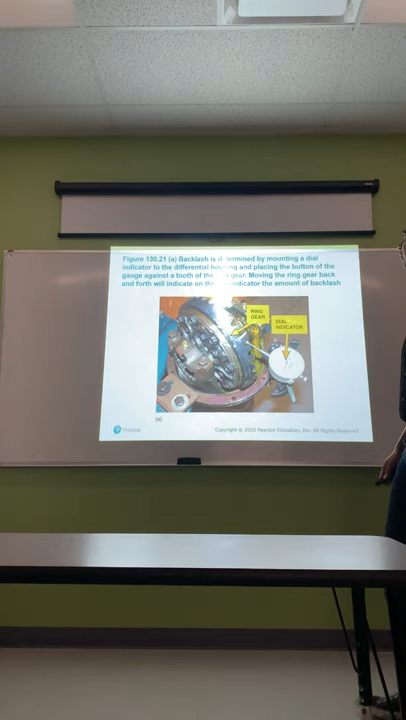 Figure 130.21 (a) Backlash is determined by mounting a dial
indicator to the differential housing and placing the button of the
gauge against a tooth of the gear. Moving the ring gear back
and forth will indicate on the indicator the amount of backlash
RING
GEAR
DIAL
INDICATOR
(a)
Pearson
Copyright © 2020 Pearson Education, Inc. All Rights Reserved